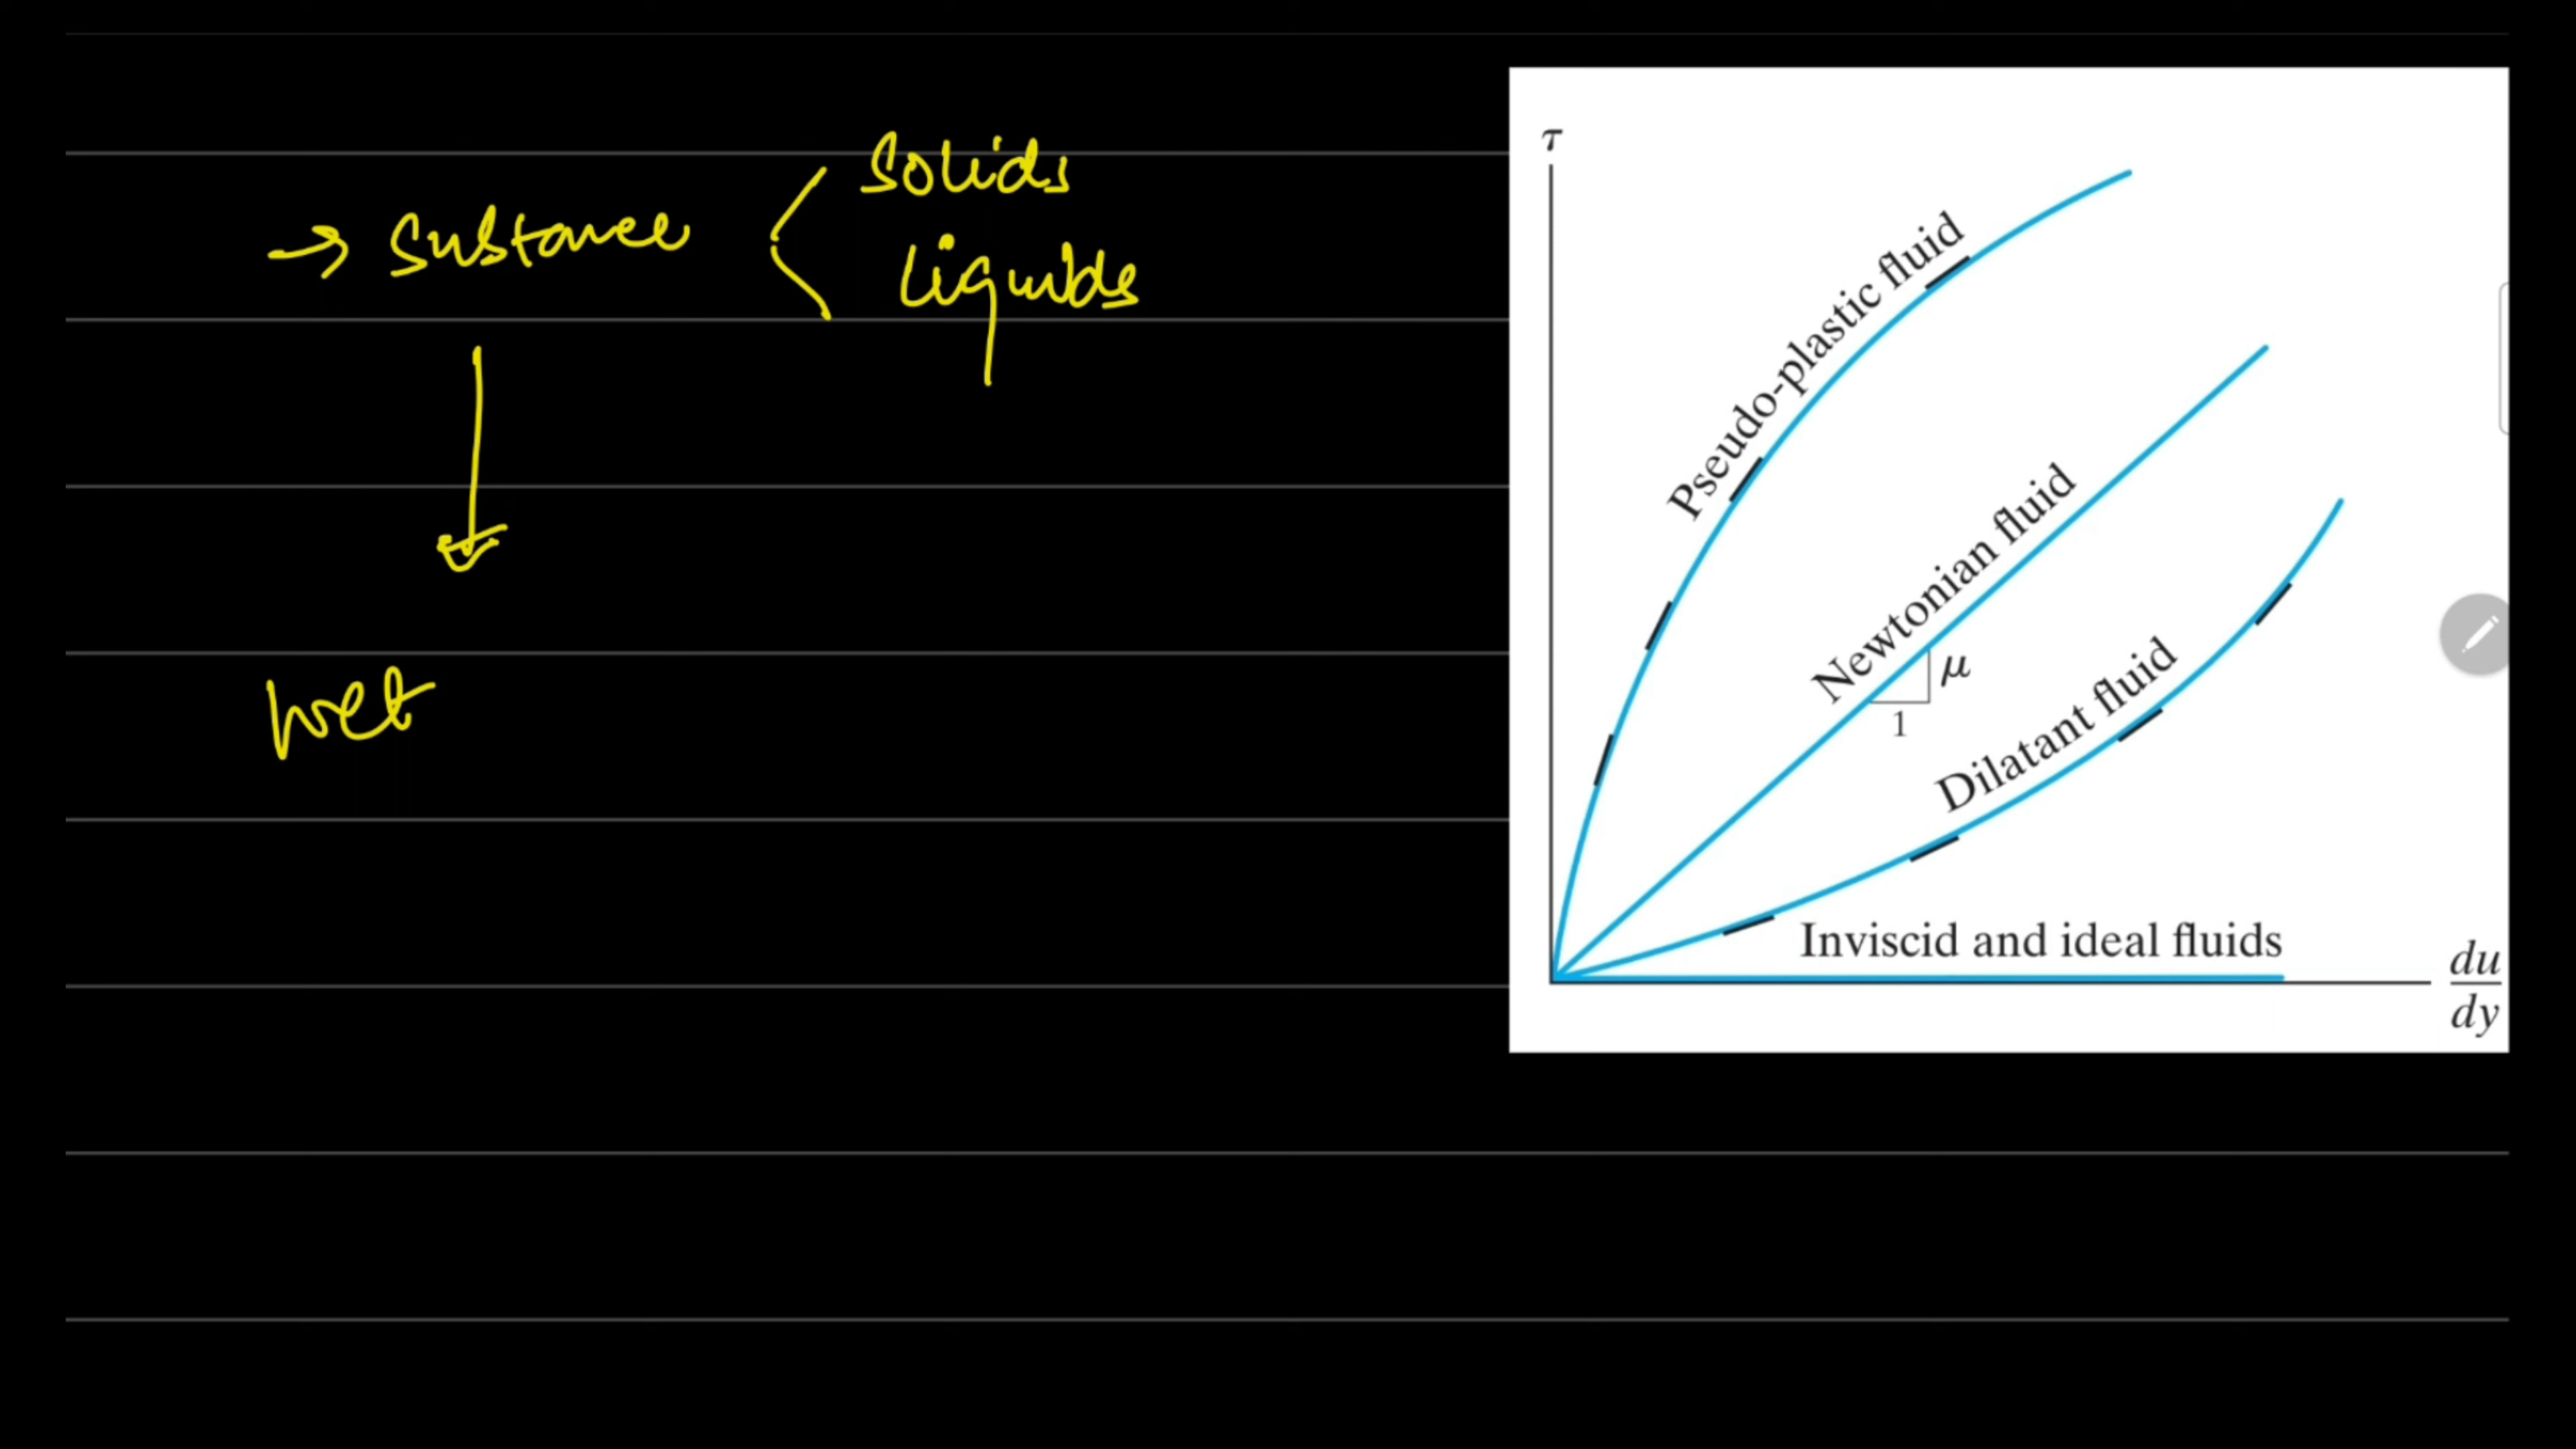 solids
→ Substance
liquids
wet
τ
Pseudo-plastic fluid
Newtonian fluid
μ
1
Dilatant fluid
Inviscid and ideal fluids
du
dy